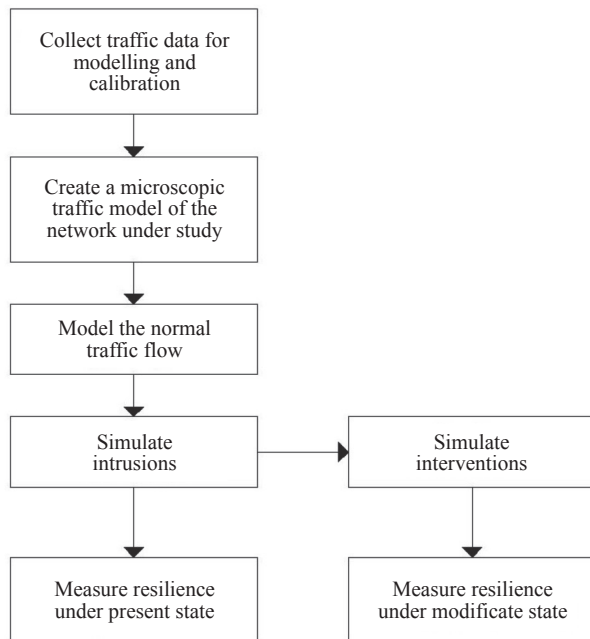 Collect traffic data for
modelling and
calibration
Create a microscopic
traffic model of the
network under study
Model the normal
traffic flow
Simulate
intrusions
Simulate
interventions
Measure resilience
under present state
Measure resilience
under modificate state